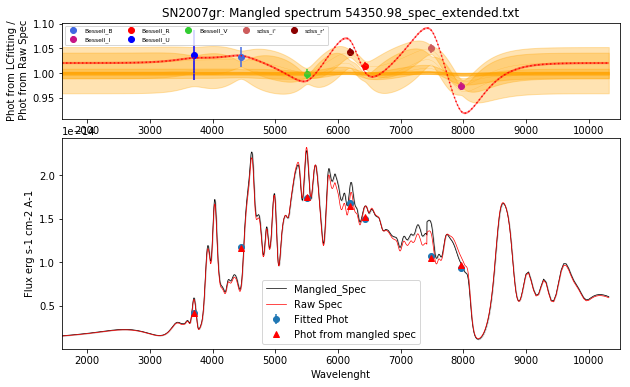 SN2007gr: Mangled spectrum 54350.98_spec_extended.txt
Phot from LCfitting /
Phot from Raw Spec
1.10
1.05
1.00
0.95
Bessell_B
Bessell_R
Bessell_V
sdss_i'
sdss_r'
Bessell_I
Bessell_U
2000 3000 4000 5000 6000 7000 8000 9000 10000
1e−14
Flux erg s-1 cm-2 A-1
2.0
1.5
1.0
0.5
Mangled_Spec
Raw Spec
Fitted Phot
Phot from mangled spec
2000 3000 4000 5000 6000 7000 8000 9000 10000
Wavelenght